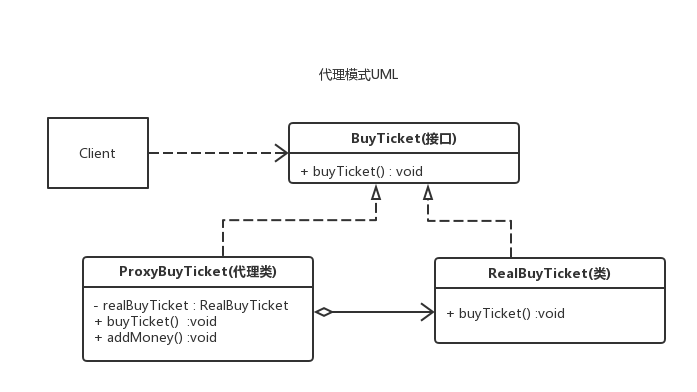 代理模式UML
Client
BuyTicket(接口)
+ buyTicket() : void
ProxyBuyTicket(代理类)
- realBuyTicket : RealBuyTicket
+ buyTicket()  :void
+ addMoney() :void
RealBuyTicket(类)
+ buyTicket() :void